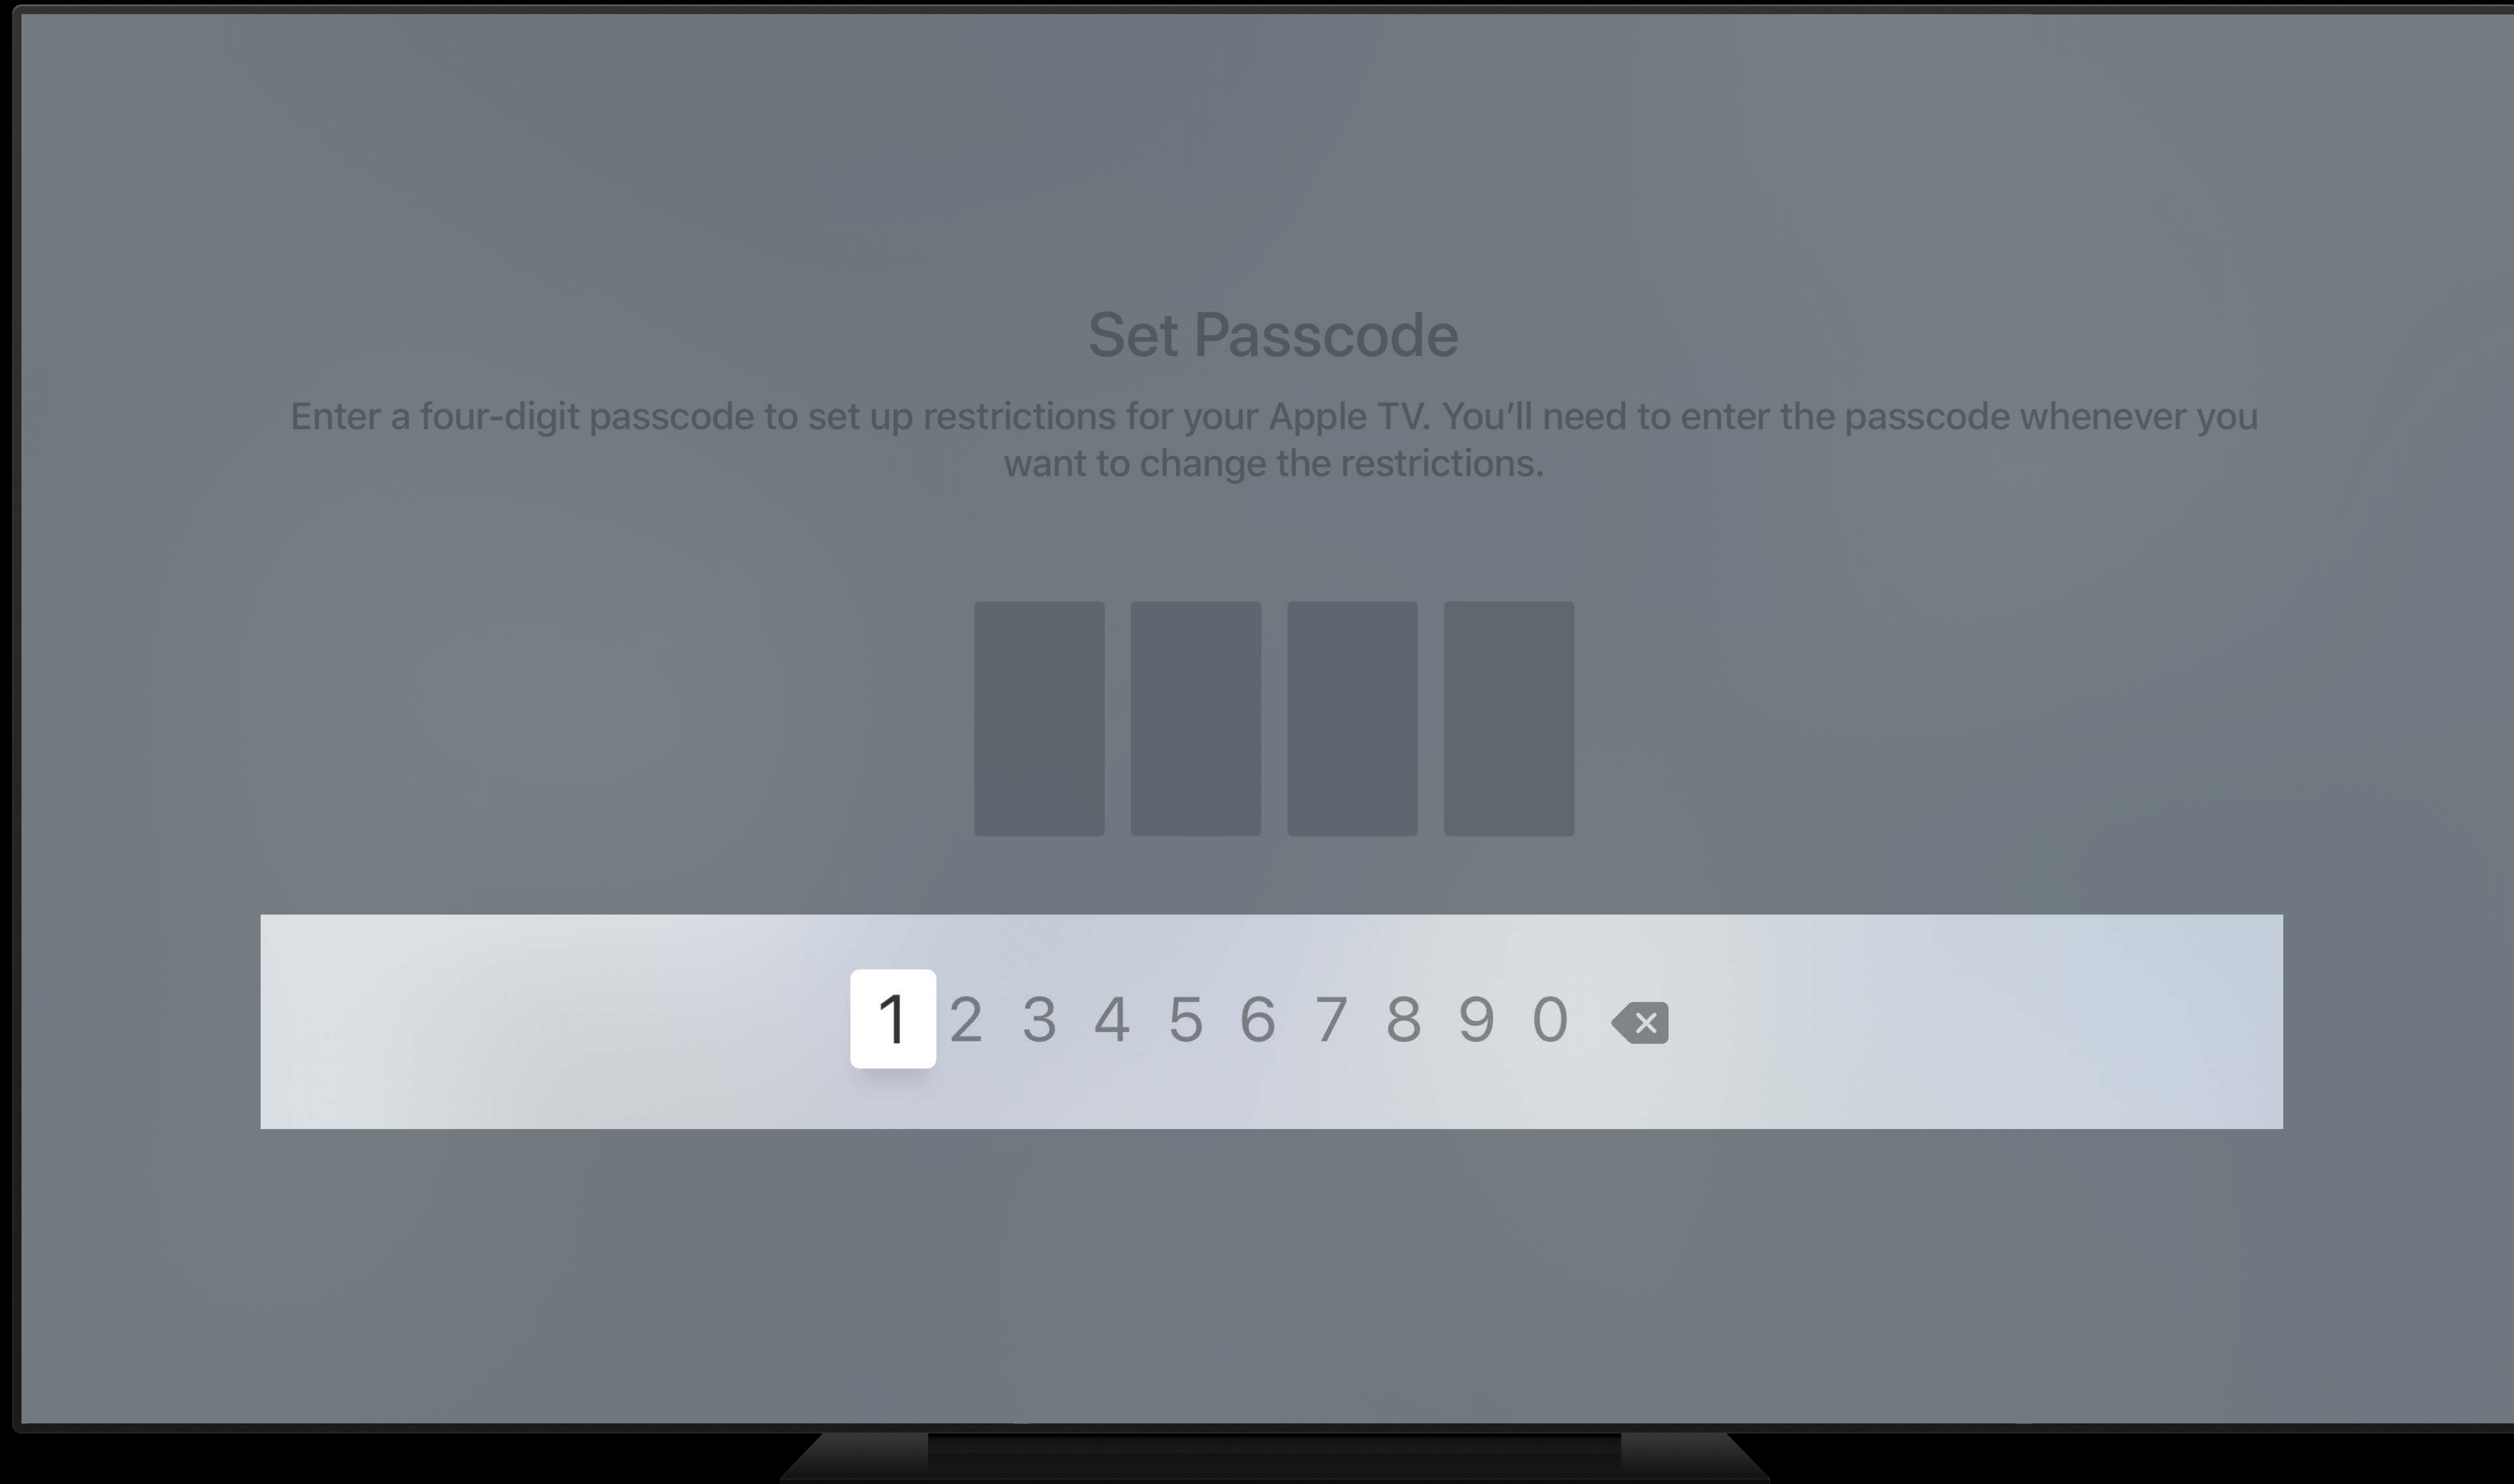 Set Passcode
Enter a four-digit passcode to set up restrictions for your Apple TV. You’ll need to enter the passcode whenever you
want to change the restrictions.
1 2 3 4 5 6 7 8 9 0